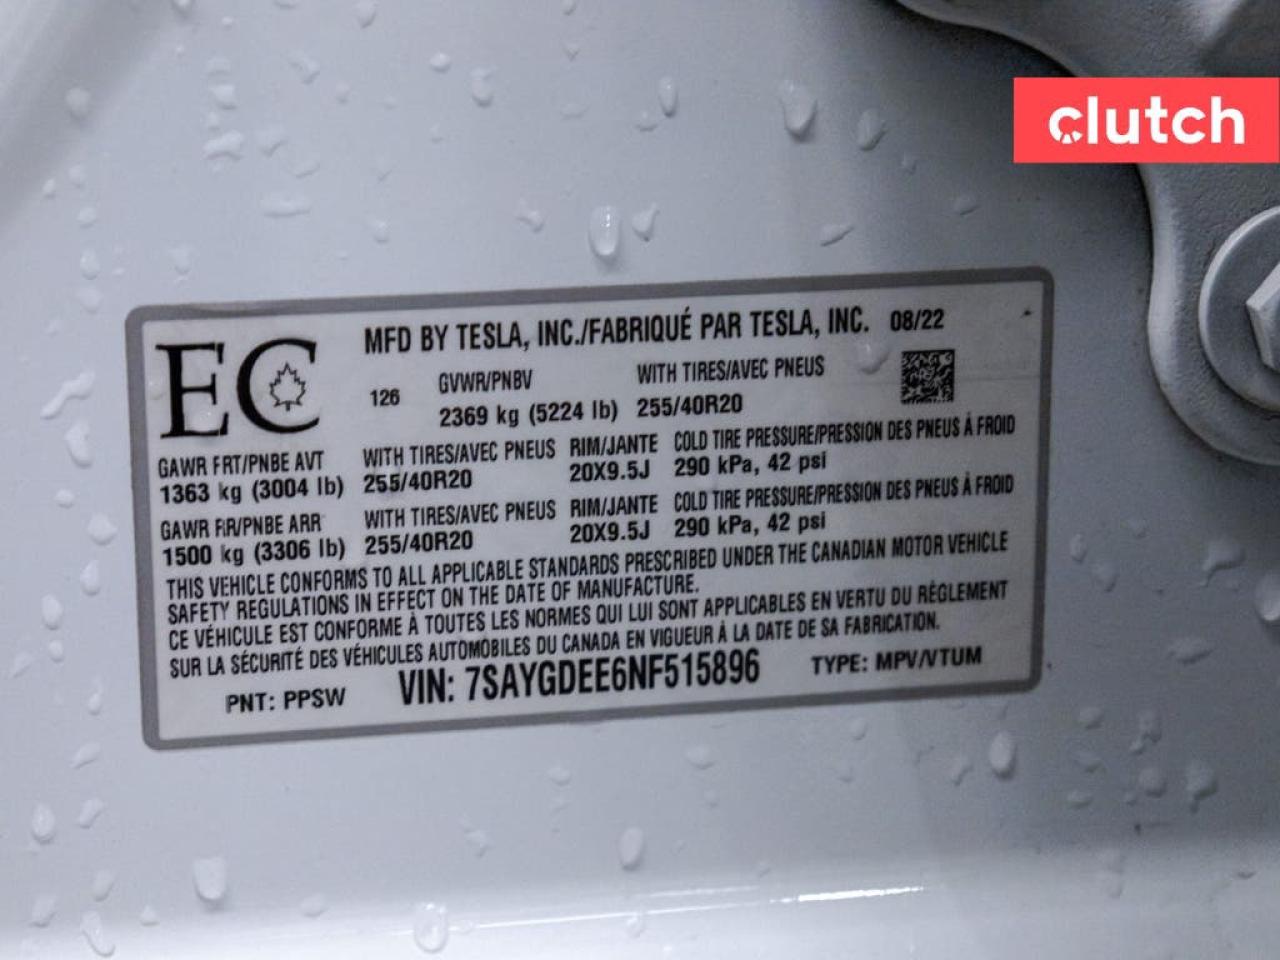 clutch
EC
MFD BY TESLA, INC./FABRIQUÉ PAR TESLA, INC. 08/22
126 GVWR/PNBV WITH TIRES/AVEC PNEUS
2369 kg (5224 lb) 255/40R20
GAWR FRT/PNBE AVT WITH TIRES/AVEC PNEUS RIM/JANTE COLD TIRE PRESSURE/PRESSION DES PNEUS À FROID
1363 kg (3004 lb) 255/40R20 20X9.5J 290 kPa, 42 psi
GAWR RR/PNBE ARR WITH TIRES/AVEC PNEUS RIM/JANTE COLD TIRE PRESSURE/PRESSION DES PNEUS À FROID
1500 kg (3306 lb) 255/40R20 20X9.5J 290 kPa, 42 psi
THIS VEHICLE CONFORMS TO ALL APPLICABLE STANDARDS PRESCRIBED UNDER THE CANADIAN MOTOR VEHICLE
SAFETY REGULATIONS IN EFFECT ON THE DATE OF MANUFACTURE.
CE VÉHICULE EST CONFORME À TOUTES LES NORMES QUI LUI SONT APPLICABLES EN VERTU DU RÈGLEMENT
SUR LA SÉCURITÉ DES VÉHICULES AUTOMOBILES DU CANADA EN VIGUEUR À LA DATE DE SA FABRICATION.
PNT: PPSW VIN: 7SAYGDEE6NF515896 TYPE: MPV/VTUM